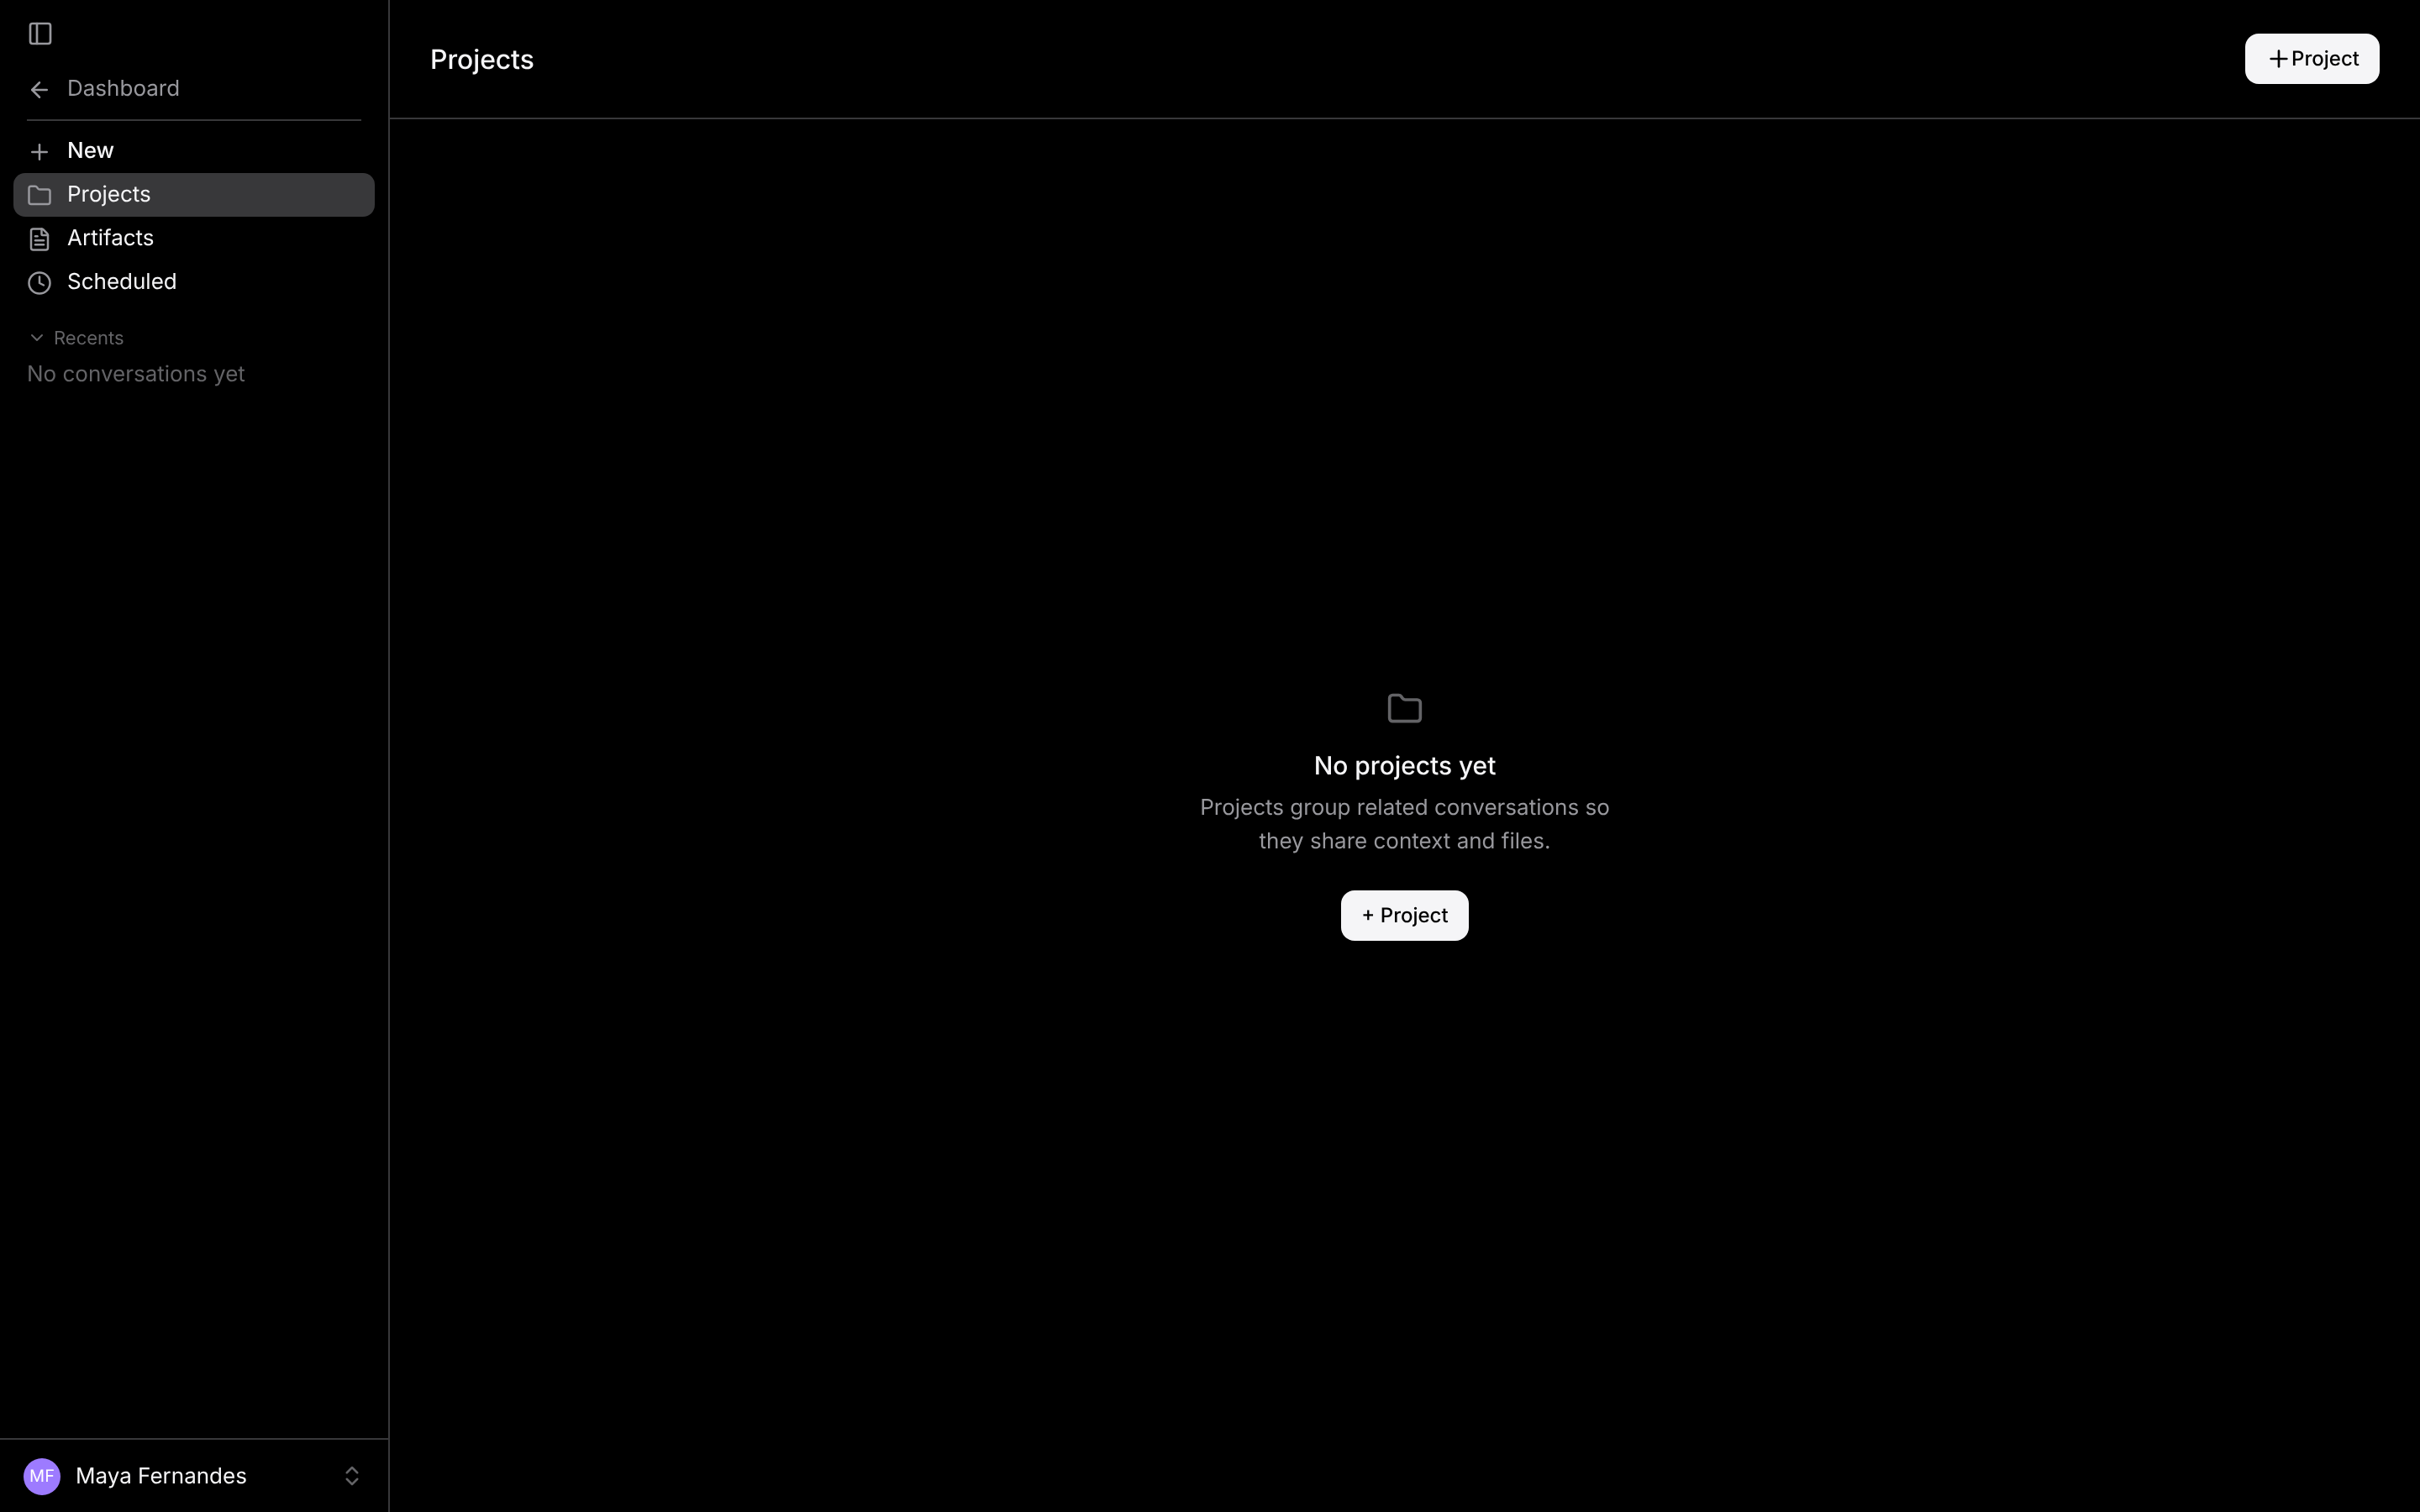 Dashboard
New
Projects
Artifacts
Scheduled
Recents
No conversations yet
MF Maya Fernandes
Projects
+ Project
No projects yet
Projects group related conversations so
they share context and files.
+ Project